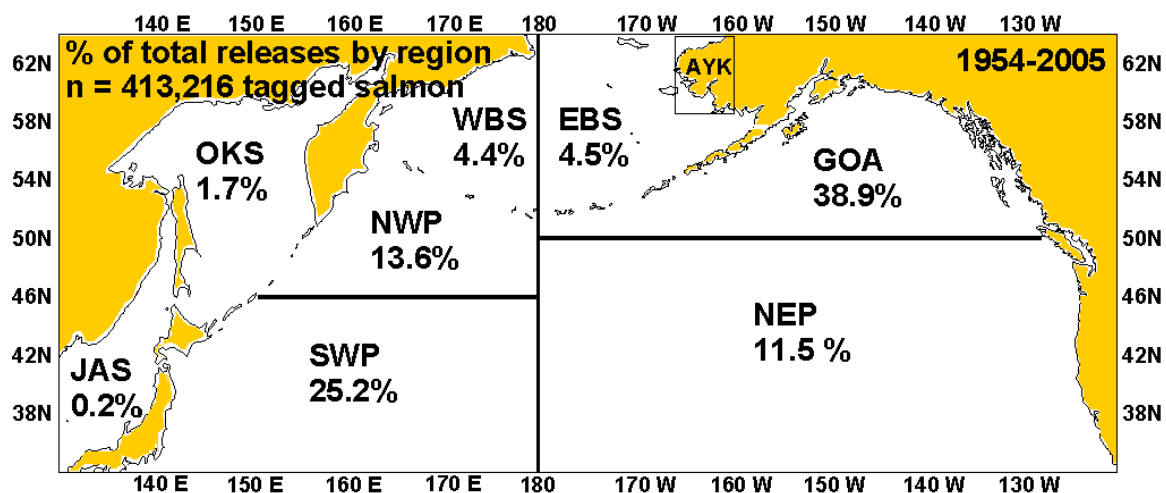 140 E 150 E 160 E 170 E 180 170 W 160 W 150 W 140 W 130 W
% of total releases by region
n = 413,216 tagged salmon
1954-2005
62N
58N
54N
50N
46N
42N
38N
AYK
WBS
4.4%
EBS
4.5%
OKS
1.7%
GOA
38.9%
NWP
13.6%
NEP
11.5 %
SWP
25.2%
JAS
0.2%
62N
58N
54N
50N
46N
42N
38N
140 E 150 E 160 E 170 E 180 170 W 160 W 150 W 140 W 130 W